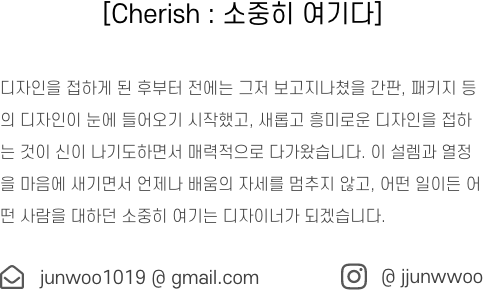 [Cherish : 소중히 여기다]
디자인을 접하게 된 후부터 전에는 그저 보고지나쳤을 간판, 패키지 등
의 디자인이 눈에 들어오기 시작했고, 새롭고 흥미로운 디자인을 접하
는 것이 신이 나기도하면서 매력적으로 다가왔습니다. 이 설렘과 열정
을 마음에 새기면서 언제나 배움의 자세를 멈추지 않고, 어떤 일이든 어
떤 사람을 대하던 소중히 여기는 디자이너가 되겠습니다.
junwoo1019 @ gmail.com
@ jjunwwoo